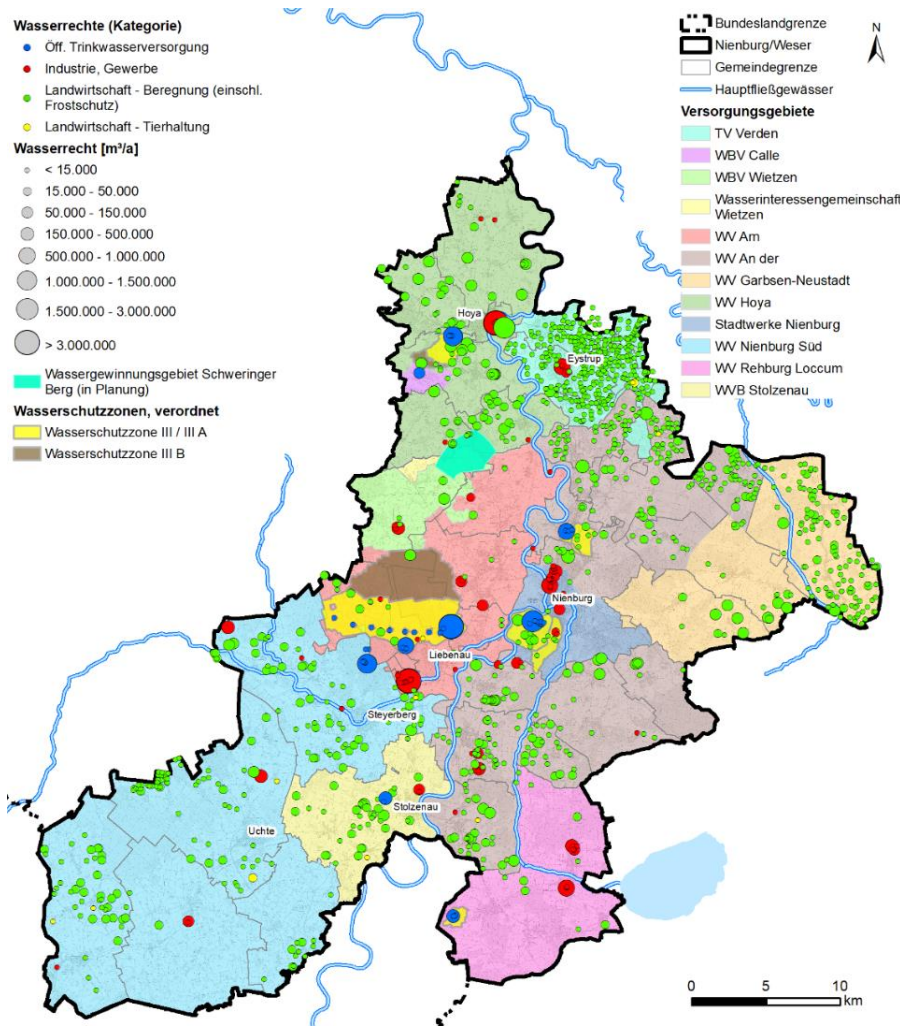 Wasserrechte (Kategorie)
Öff. Trinkwasserversorgung
Industrie, Gewerbe
Landwirtschaft - Beregnung (einschl.
Frostschutz)
Landwirtschaft - Tierhaltung
Wasserrecht [m³/a]
< 15.000
15.000 - 50.000
50.000 - 150.000
150.000 - 500.000
500.000 - 1.000.000
1.000.000 - 1.500.000
1.500.000 - 3.000.000
> 3.000.000
Wassergewinnungsgebiet Schweringer
Berg (in Planung)
Wasserschutzzonen, verordnet
Wasserschutzzone III / III A
Wasserschutzzone III B
Bundeslandgrenze
Nienburg/Weser
Gemeindegrenze
Hauptfließgewässer
N
Versorgungsgebiete
TV Verden
WBV Calle
WBV Wietzen
Wasserinteressengemeinschaft
Wietzen
WV Am
WV An der
WV Garbsen-Neustadt
WV Hoya
Stadtwerke Nienburg
WV Nienburg Süd
WV Rehburg Loccum
WVB Stolzenau
Hoya
Eystrup
Nienburg
Liebenau
Steyerberg
Stolzenau
Uchte
0 5 10
km